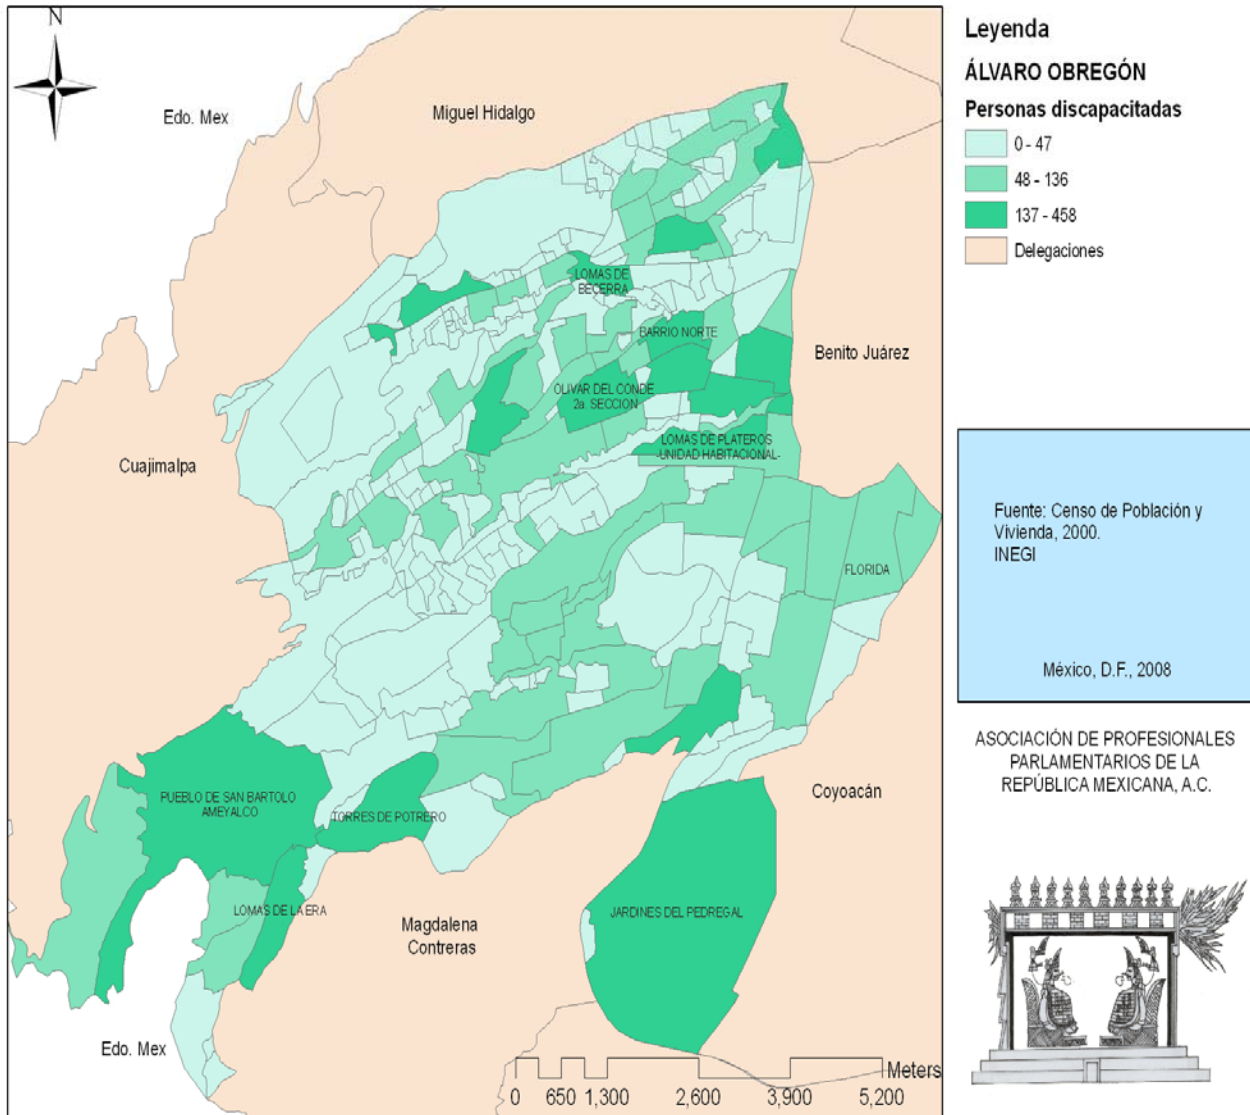 N
Edo. Mex
Miguel Hidalgo
LOMAS DE
BECERRA
BARRIO NORTE
Benito Juárez
OLIVAR DEL CONDE
2a. SECCION
LOMAS DE PLATEROS
-UNIDAD HABITACIONAL-
Cuajimalpa
FLORIDA
PUEBLO DE SAN BARTOLO
AMEYALCO
TORRES DE POTRERO
Coyoacán
LOMAS DE LA ERA
JARDINES DEL PEDREGAL
Magdalena
Contreras
Edo. Mex
Meters
0 650 1,300 2,600 3,900 5,200
Leyenda
ÁLVARO OBREGÓN
Personas discapacitadas
0 - 47
48 - 136
137 - 458
Delegaciones
Fuente: Censo de Población y
Vivienda, 2000.
INEGI
México, D.F., 2008
ASOCIACIÓN DE PROFESIONALES
PARLAMENTARIOS DE LA
REPÚBLICA MEXICANA, A.C.